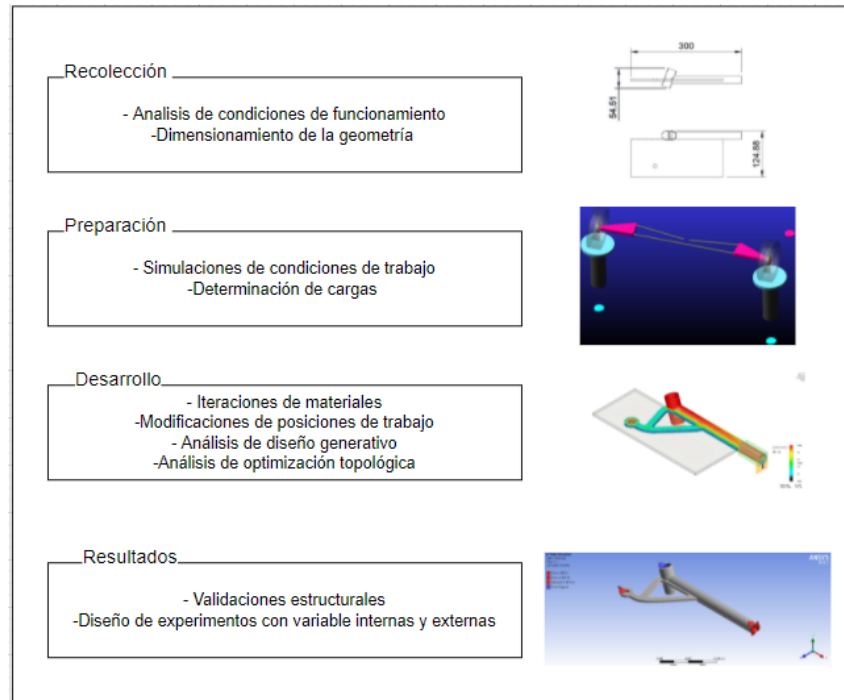 Recolección
- Analisis de condiciones de funcionamiento
-Dimensionamiento de la geometría
300
54.51
124.88
Preparación
- Simulaciones de condiciones de trabajo
-Determinación de cargas
Desarrollo
- Iteraciones de materiales
-Modificaciones de posiciones de trabajo
- Análisis de diseño generativo
-Análisis de optimización topológica
Resultados
- Validaciones estructurales
-Diseño de experimentos con variable internas y externas
ANSYS